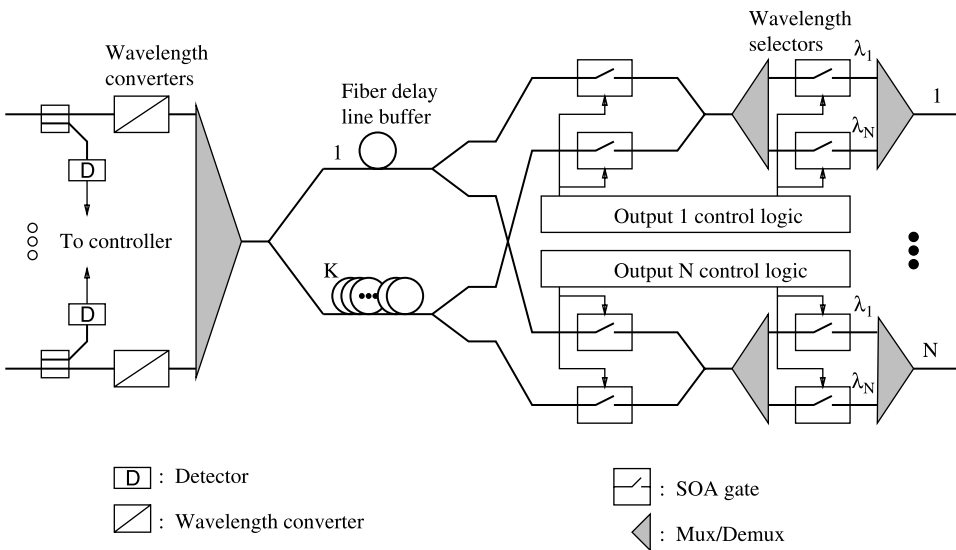 Wavelength
converters
Fiber delay
line buffer
Wavelength
selectors
λ1
λN
1
1
D
To controller
D
K
Output 1 control logic
Output N control logic
λ1
λN
N
D : Detector
: Wavelength converter
: SOA gate
: Mux/Demux